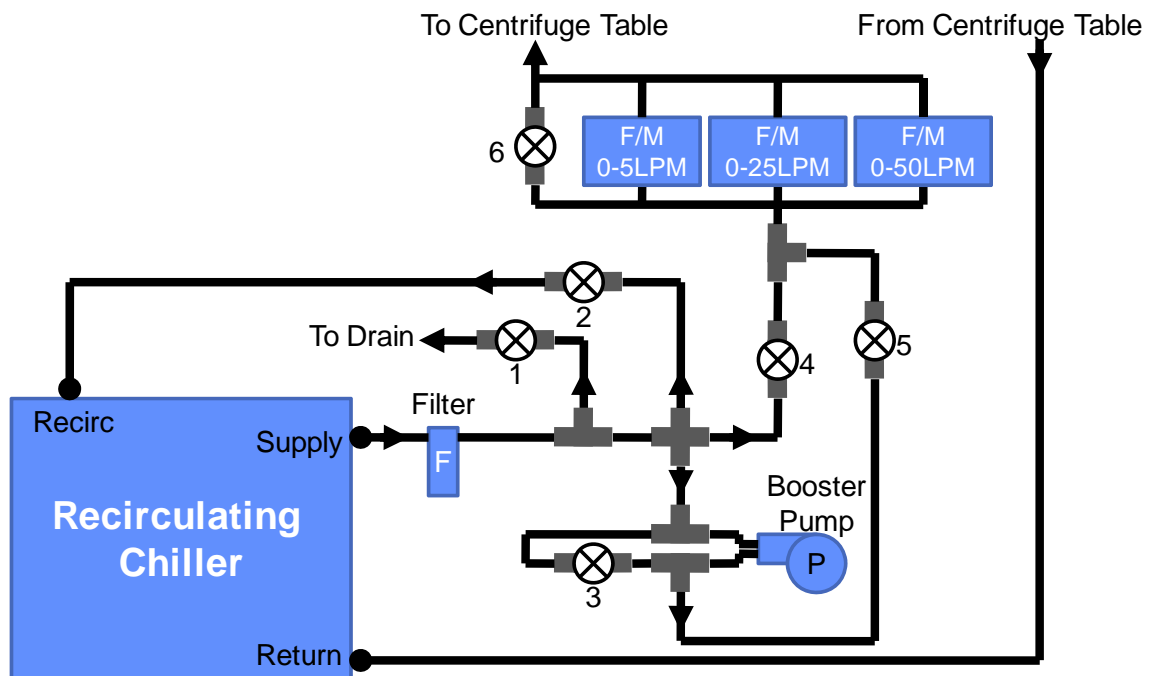 To Centrifuge Table
From Centrifuge Table
F/M
0-5LPM
F/M
0-25LPM
F/M
0-50LPM
6
2
To Drain
1
4
5
Recirc
Filter
Supply
F
Recirculating
Chiller
Booster
Pump
P
3
Return